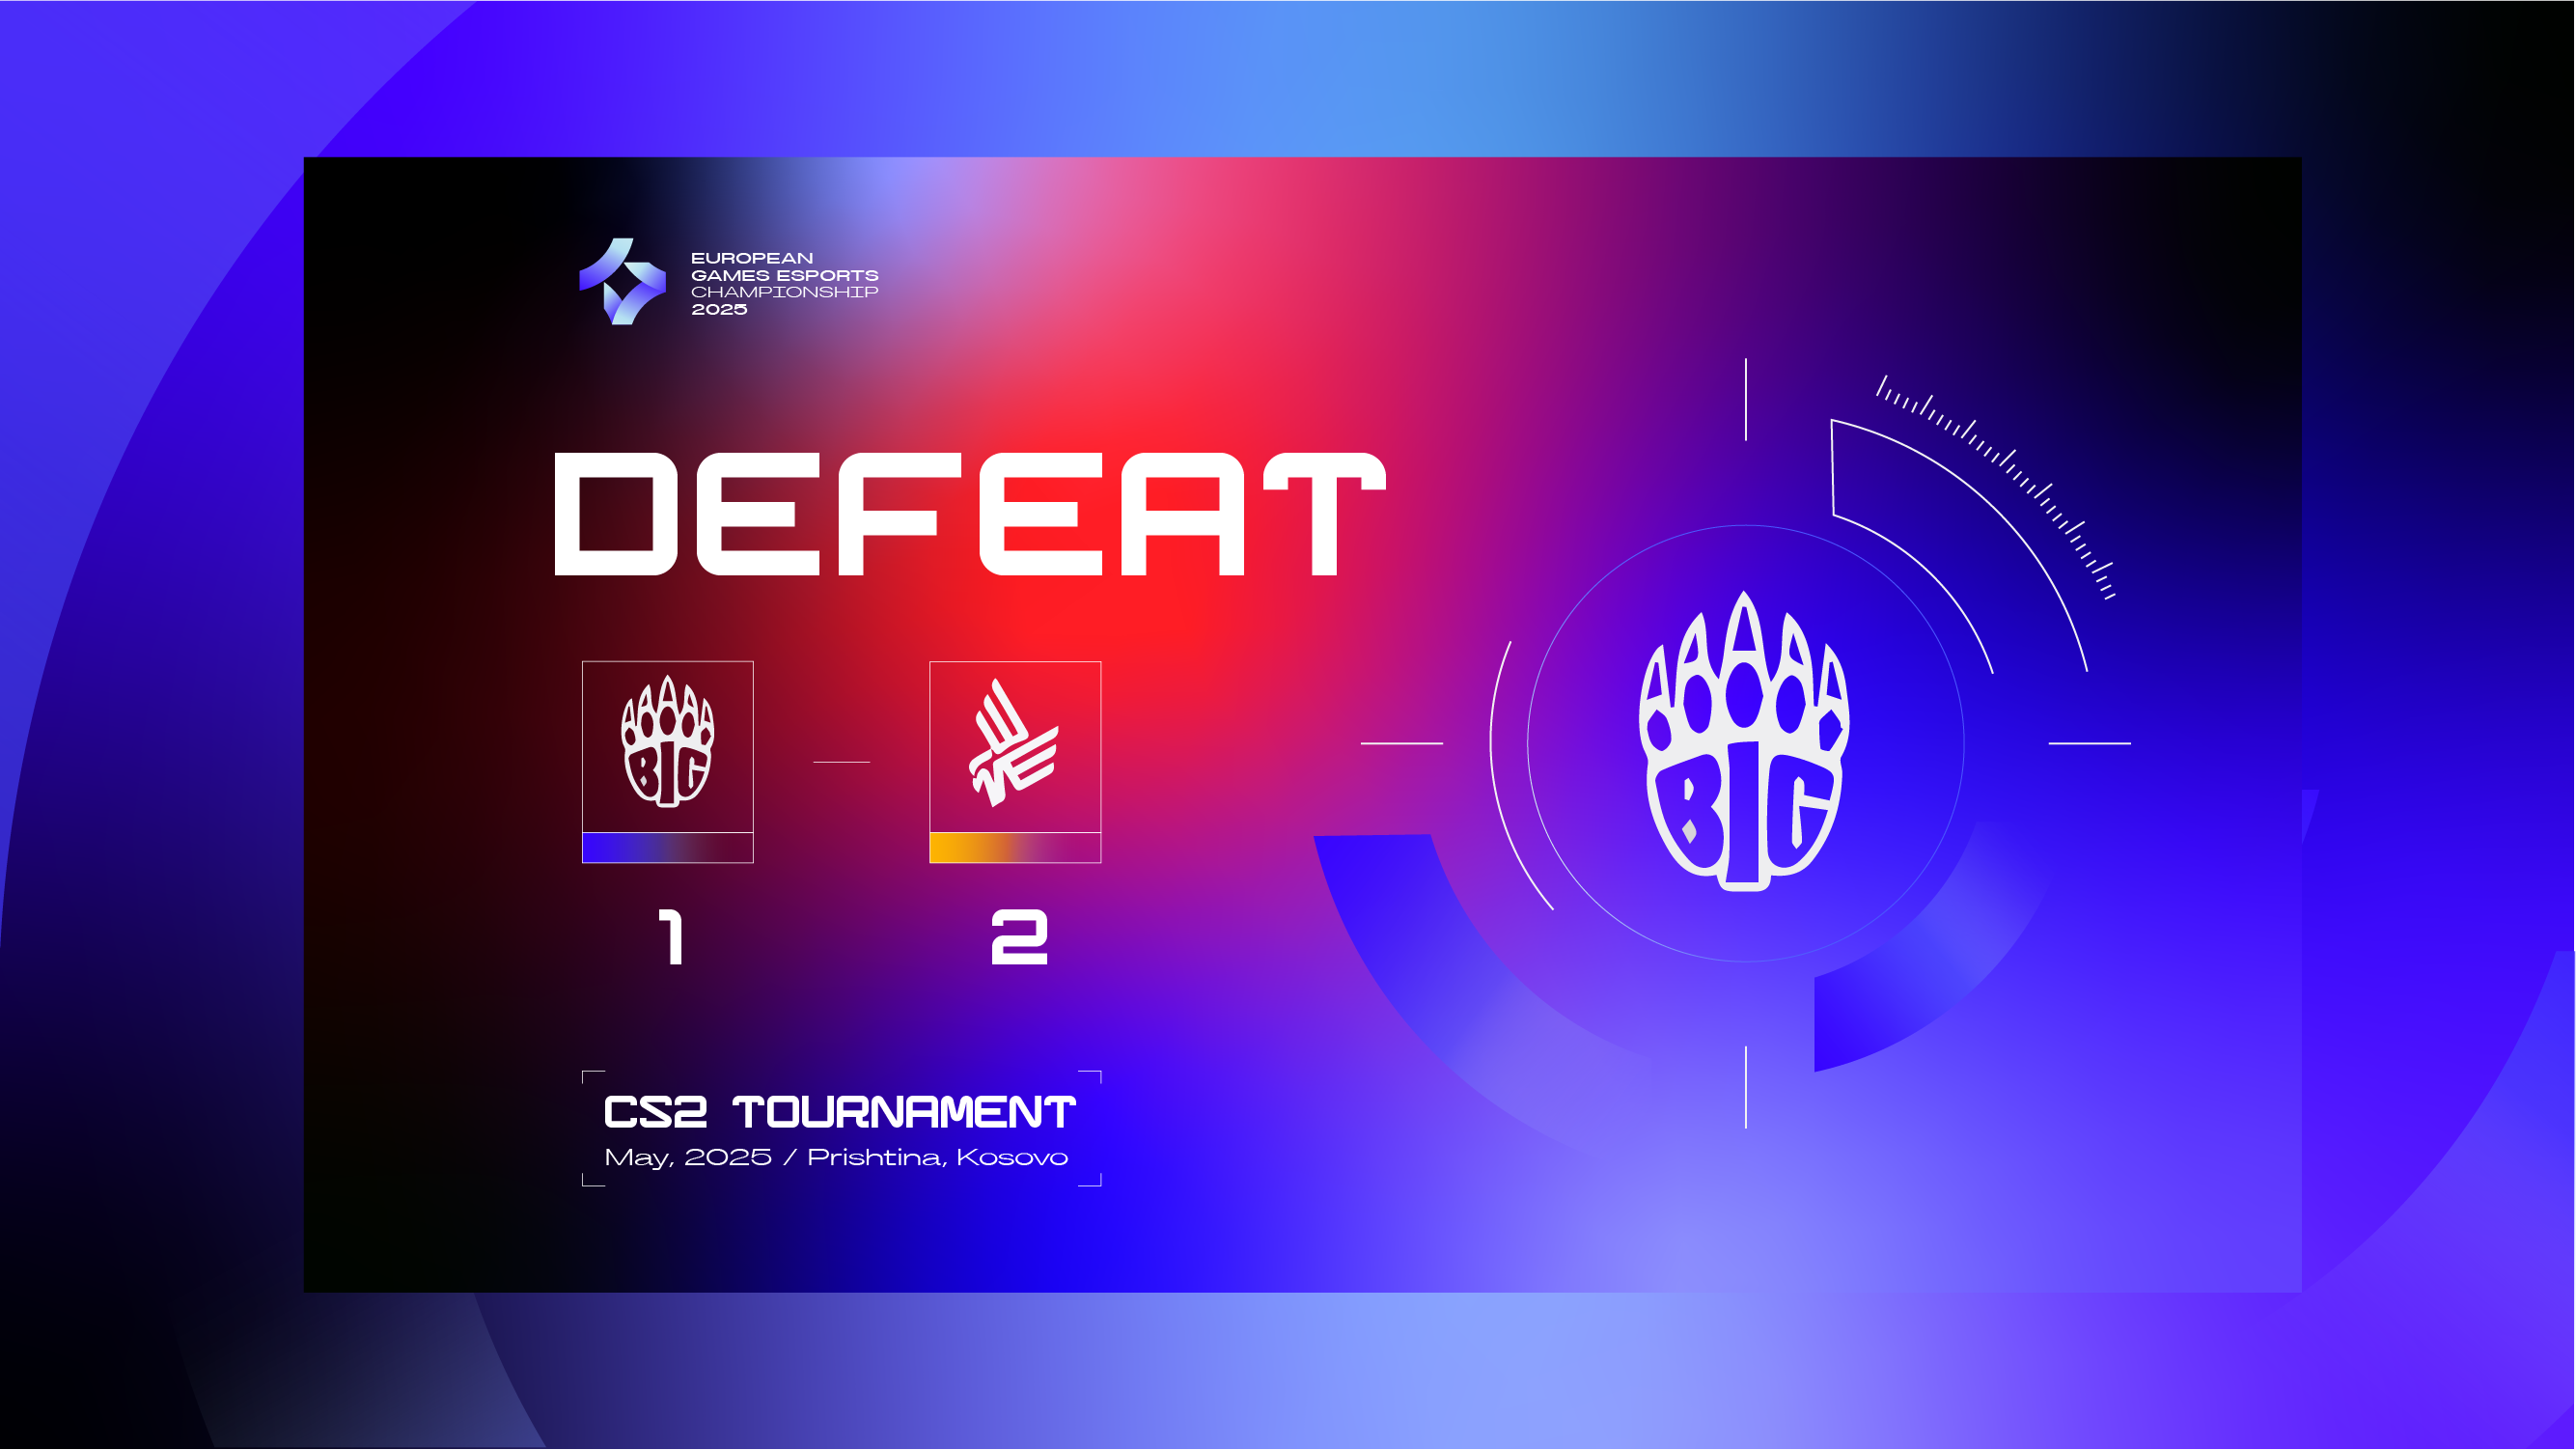 EUROPEAN
GAMES ESPORTS
CHAMPIONSHIP
2025
DEFEAT
BIG
1
2
CS2 TOURNAMENT
May, 2025 / Prishtina, Kosovo
BIG